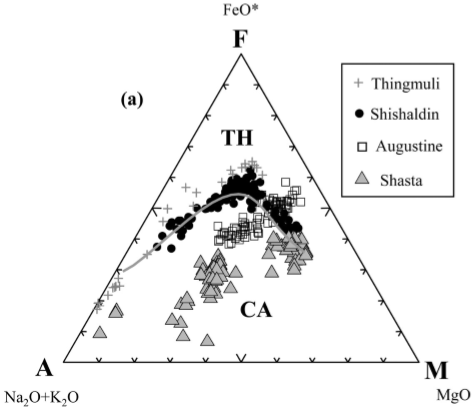 FeO*
F
(a)
TH
Thingmuli
Shishaldin
Augustine
Shasta
CA
A
M
Na₂O+K₂O
MgO